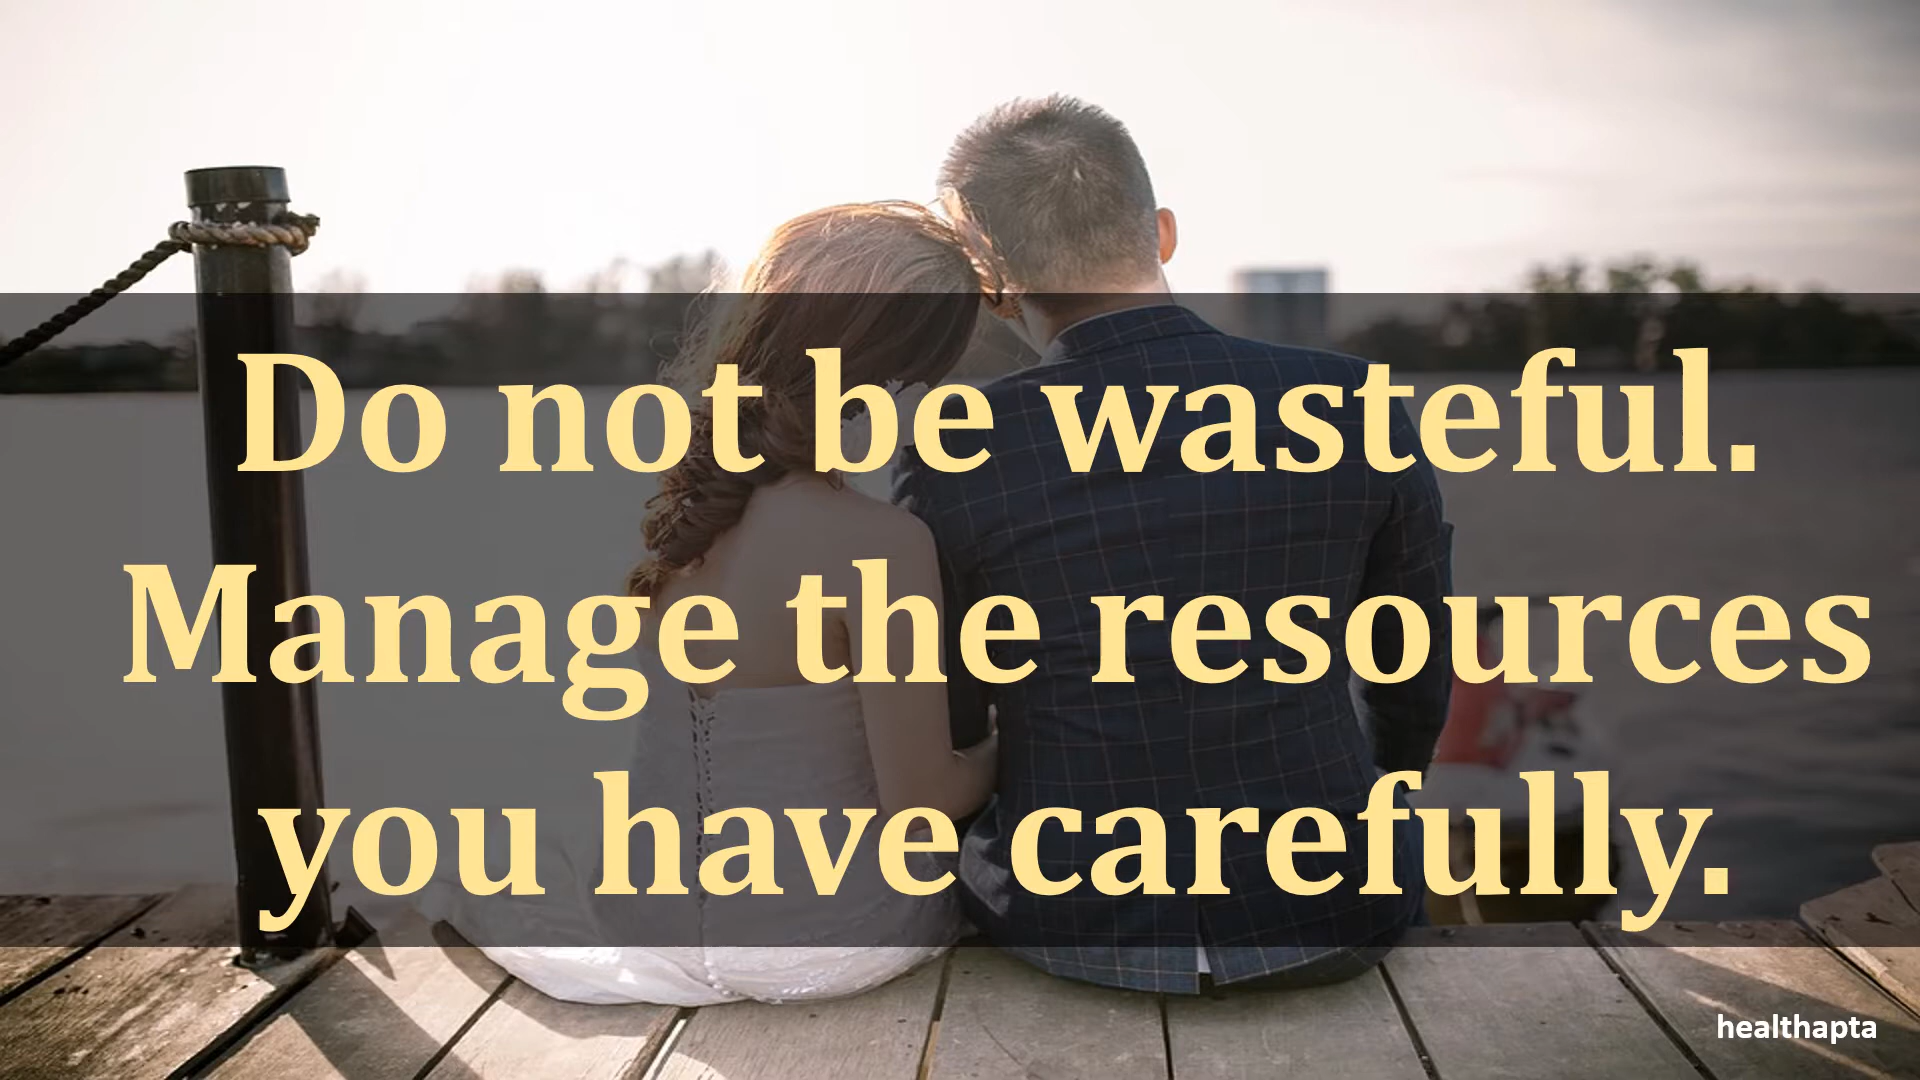 Do not be wasteful.
Manage the resources
you have carefully.
healthapta